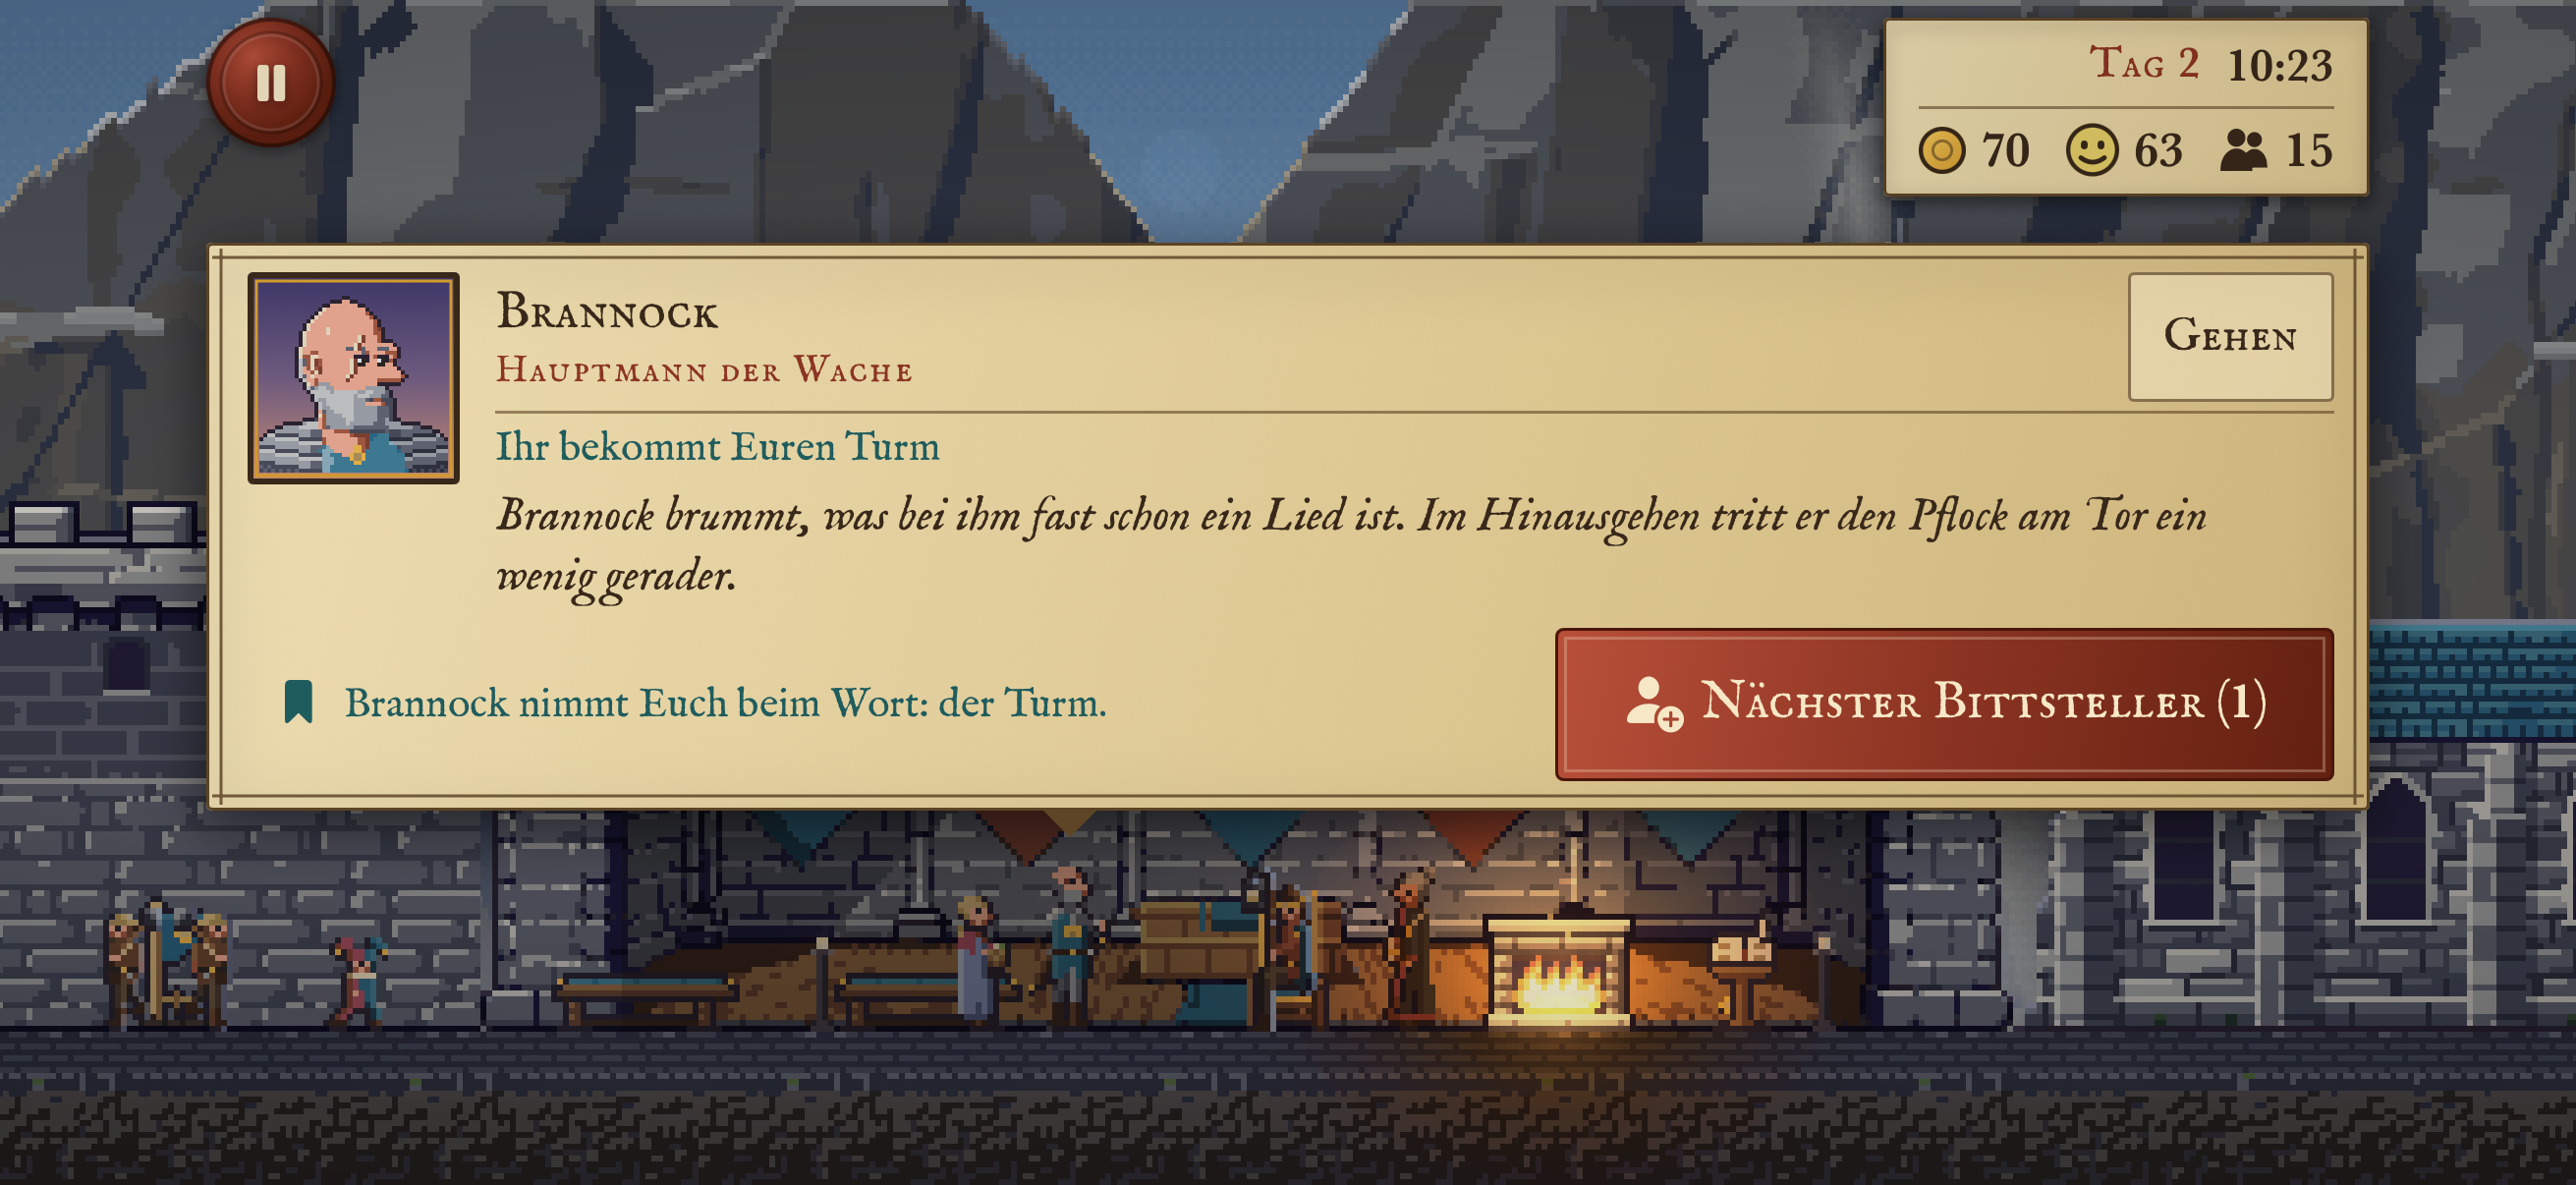 Tag 2 10:23
70 63 15
Brannock
Hauptmann der Wache
Gehen
Ihr bekommt Euren Turm
Brannock brummt, was bei ihm fast schon ein Lied ist. Im Hinausgehen tritt er den Pflock am Tor ein
wenig gerader.
Brannock nimmt Euch beim Wort: der Turm.
Nächster Bittsteller (1)